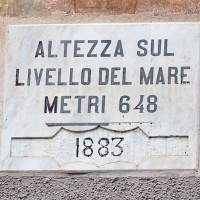 ALTEZZA SUL
LIVELLO DEL MARE
METRI 648
1883